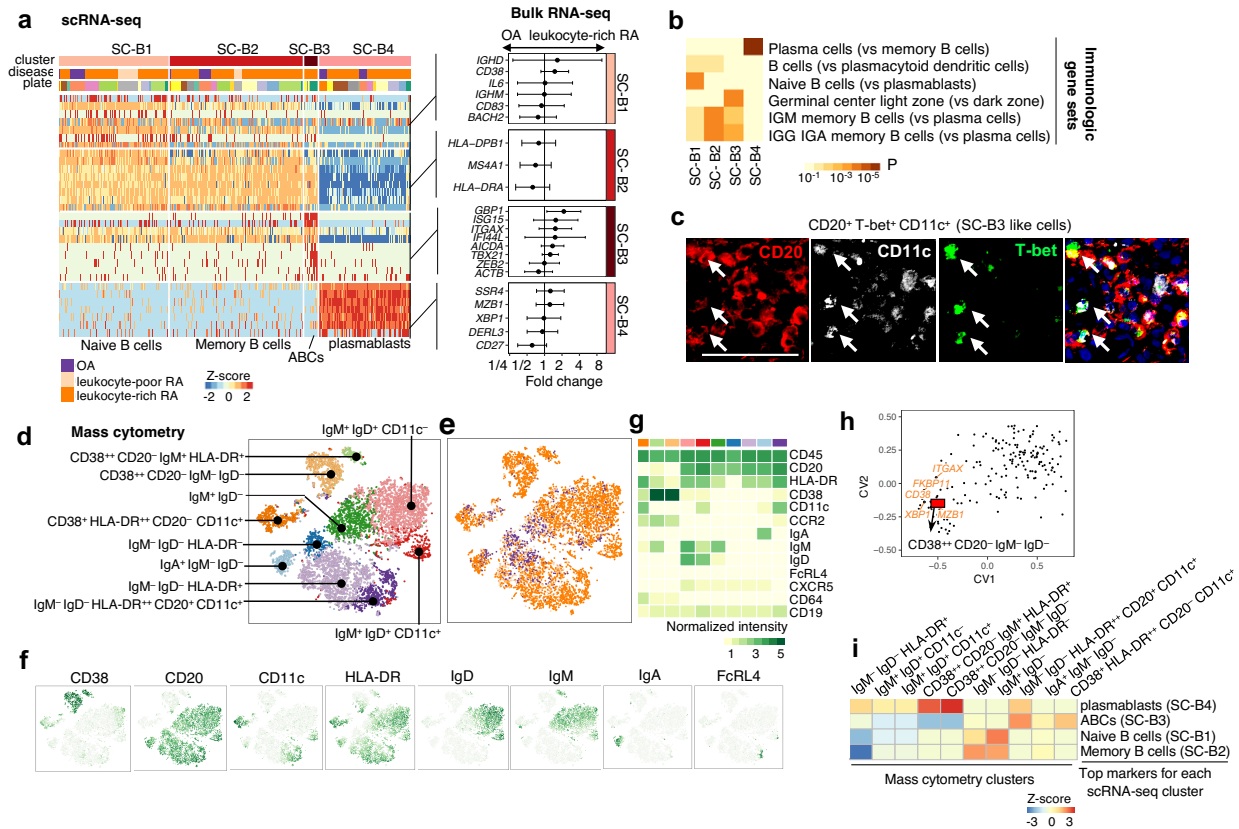 a
scRNA-seq
SC-B1 SC-B2 SC-B3 SC-B4
cluster
disease
plate
Naive B cells Memory B cells ABCs plasmablasts
OA
leukocyte-poor RA
leukocyte-rich RA
Z-score
-2 0 2
Bulk RNA-seq
OA leukocyte-rich RA
IGHD
CD38
IL6
IGHM
CD83
BACH2
SC-B1
HLA−DPB1
MS4A1
HLA−DRA
SC- B2
GBP1
ISG15
ITGAX
IFI44L
AICDA
TBX21
ZEB2
ACTB
SC-B3
SSR4
MZB1
XBP1
DERL3
CD27
SC-B4
1/4 1/2 1 2 4 8
Fold change
b
Plasma cells (vs memory B cells)
B cells (vs plasmacytoid dendritic cells)
Naive B cells (vs plasmablasts)
Germinal center light zone (vs dark zone)
IGM memory B cells (vs plasma cells)
IGG IGA memory B cells (vs plasma cells)
Immunologic
gene sets
SC-B1
SC- B2
SC-B3
SC-B4
P
10⁻¹ 10⁻³ 10⁻⁵
c
CD20⁺ T-bet⁺ CD11c⁺ (SC-B3 like cells)
CD20
CD11c
T-bet
d
Mass cytometry
IgM⁺ IgD⁺ CD11c⁻
CD38⁺⁺ CD20⁻ IgM⁺ HLA-DR⁺
CD38⁺⁺ CD20⁻ IgM⁻ IgD⁻
IgM⁺ IgD⁻
CD38⁺ HLA-DR⁺⁺ CD20⁻ CD11c⁺
IgM⁻ IgD⁻ HLA-DR⁻
IgA⁺ IgM⁻ IgD⁻
IgM⁻ IgD⁻ HLA-DR⁺
IgM⁻ IgD⁻ HLA-DR⁺⁺ CD20⁺ CD11c⁺
IgM⁺ IgD⁺ CD11c⁺
e
g
CD45
CD20
HLA-DR
CD38
CD11c
CCR2
IgA
IgM
IgD
FcRL4
CXCR5
CD64
CD19
Normalized intensity
1 3 5
f
CD38 CD20 CD11c HLA-DR IgD IgM IgA FcRL4
h
CV2
0.50
0.25
0.00
−0.25
−0.50
ITGAX
FKBP11
CD38
XBP1 MZB1
CD38⁺⁺ CD20⁻ IgM⁻ IgD⁻
−0.5 0.0 0.5
CV1
i
IgM⁻ IgD⁻ HLA-DR⁺
IgM⁺ IgD⁺ CD11c⁻
IgM⁺ IgD⁺ CD11c⁺
CD38⁺⁺ CD20⁻ IgM⁺ HLA-DR⁺
CD38⁺⁺ CD20⁻ IgM⁻ IgD⁻
IgM⁻ IgD⁻ HLA-DR⁻
IgM⁺ IgD⁻
IgM⁻ IgD⁻ HLA-DR⁺⁺ CD20⁺ CD11c⁺
IgA⁺ IgM⁻ IgD⁻
CD38⁺ HLA-DR⁺⁺ CD20⁻ CD11c⁺
plasmablasts (SC-B4)
ABCs (SC-B3)
Naive B cells (SC-B1)
Memory B cells (SC-B2)
Mass cytometry clusters
Top markers for each
scRNA-seq cluster
Z-score
-3 3